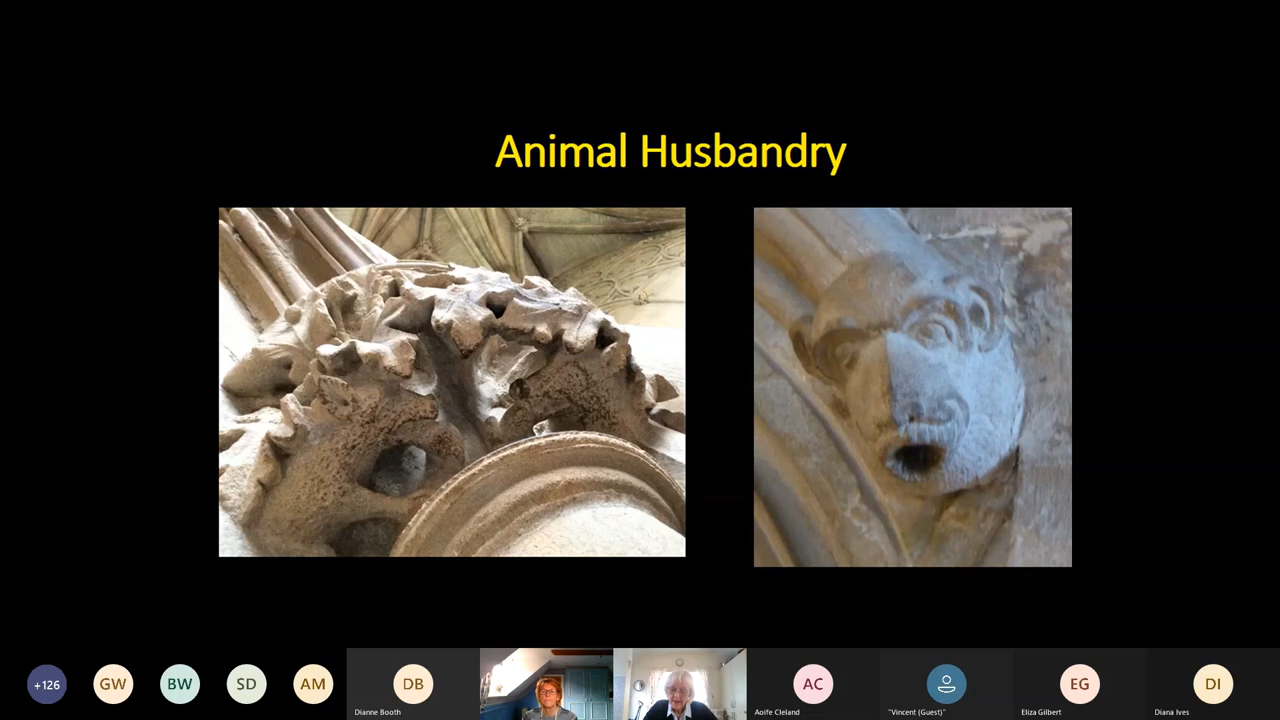 Animal Husbandry
+126
GW
BW
SD
AM
DB
AC
EG
DI
Dianne Booth
Aoife Cleland
"Vincent (Guest)"
Eliza Gilbert
Diana Ives